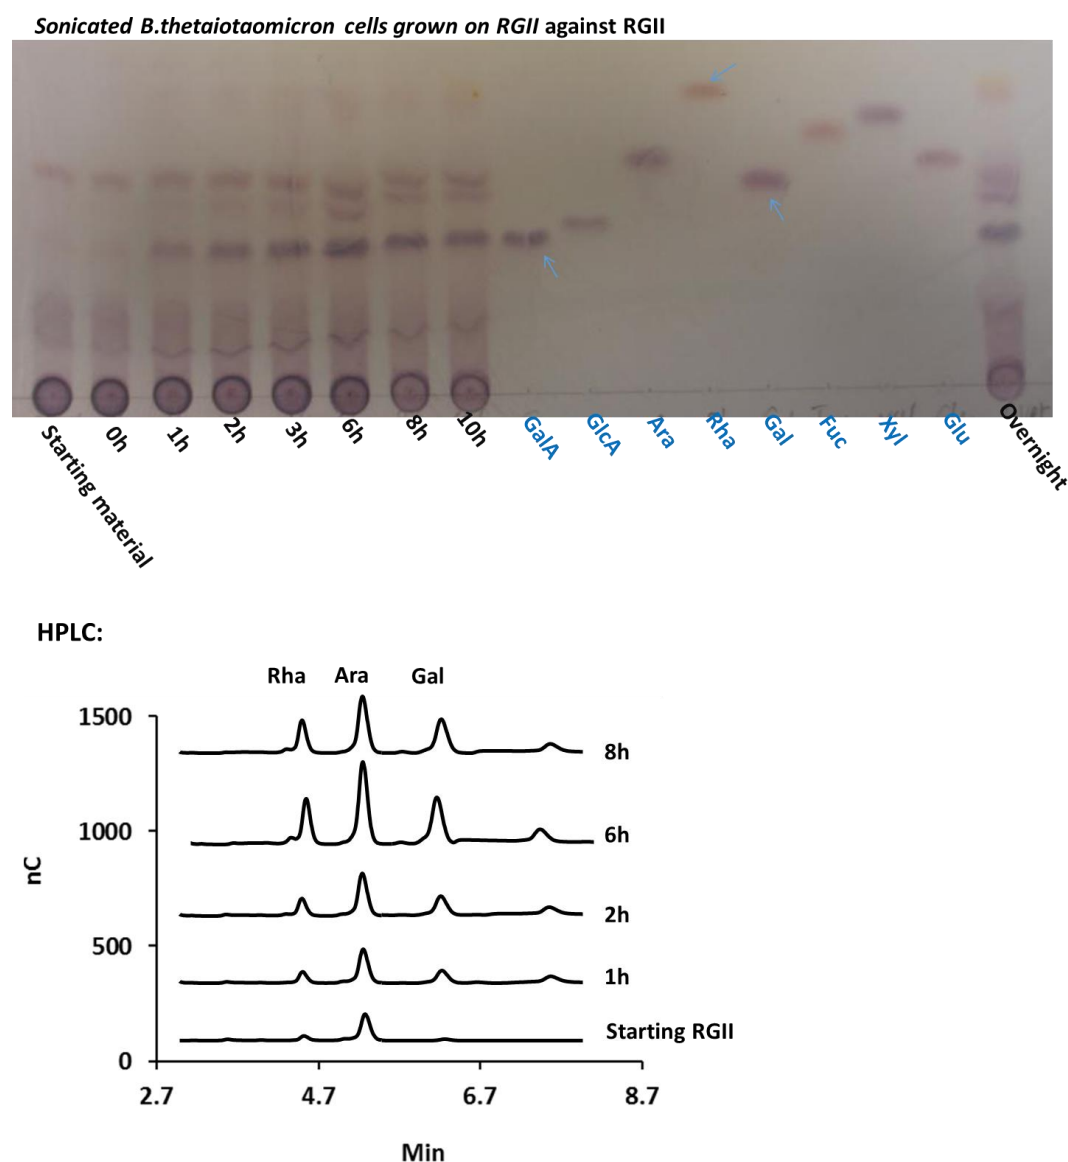 Sonicated B.thetaiotaomicron cells grown on RGII against RGII
Starting material
0h
1h
2h
3h
6h
8h
10h
GalA
GlcA
Ara
Rha
Gal
Fuc
Xyl
Glu
Overnight
HPLC:
Rha Ara Gal
1500
1000
500
0
nC
8h
6h
2h
1h
Starting RGII
2.7 4.7 6.7 8.7
Min